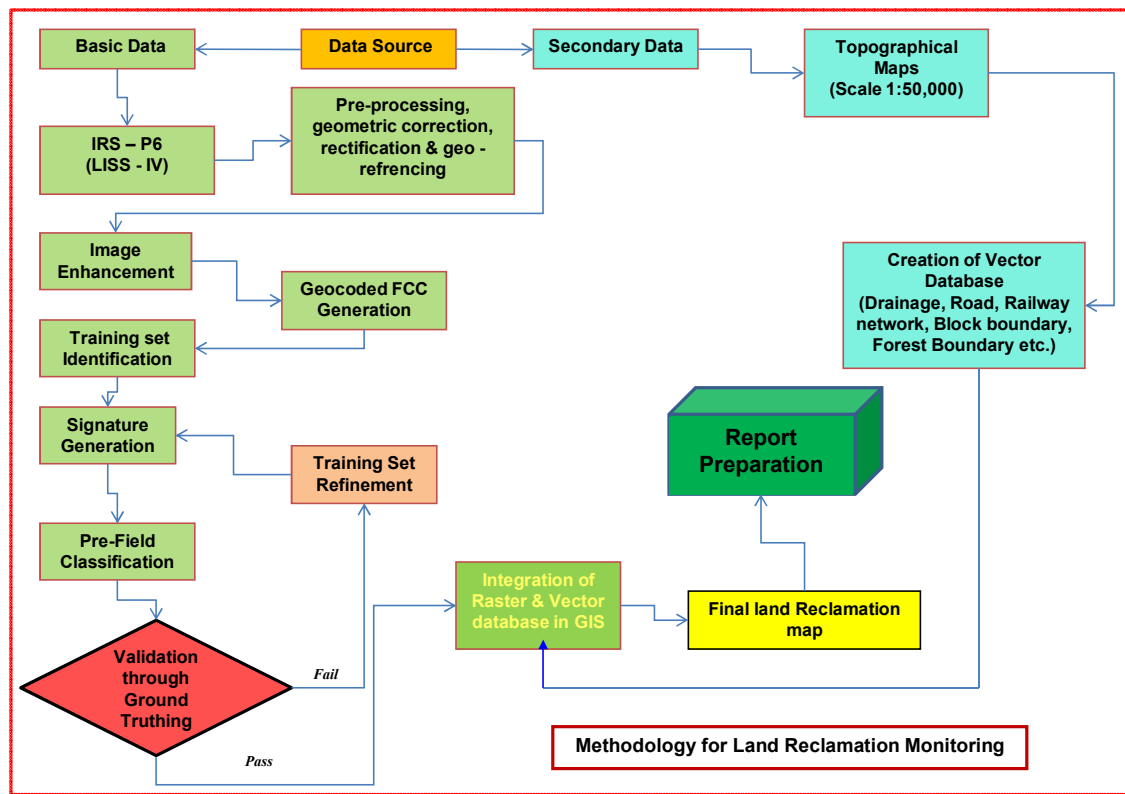 Basic Data
Data Source
Secondary Data
Topographical
Maps
(Scale 1:50,000)
IRS – P6
(LISS - IV)
Pre-processing,
geometric correction,
rectification & geo -
refrencing
Image
Enhancement
Geocoded FCC
Generation
Creation of Vector
Database
(Drainage, Road, Railway
network, Block boundary,
Forest Boundary etc.)
Training set
Identification
Signature
Generation
Training Set
Refinement
Report
Preparation
Pre-Field
Classification
Integration of
Raster & Vector
database in GIS
Final land Reclamation
map
Validation
through
Ground
Truthing
Fail
Pass
Methodology for Land Reclamation Monitoring